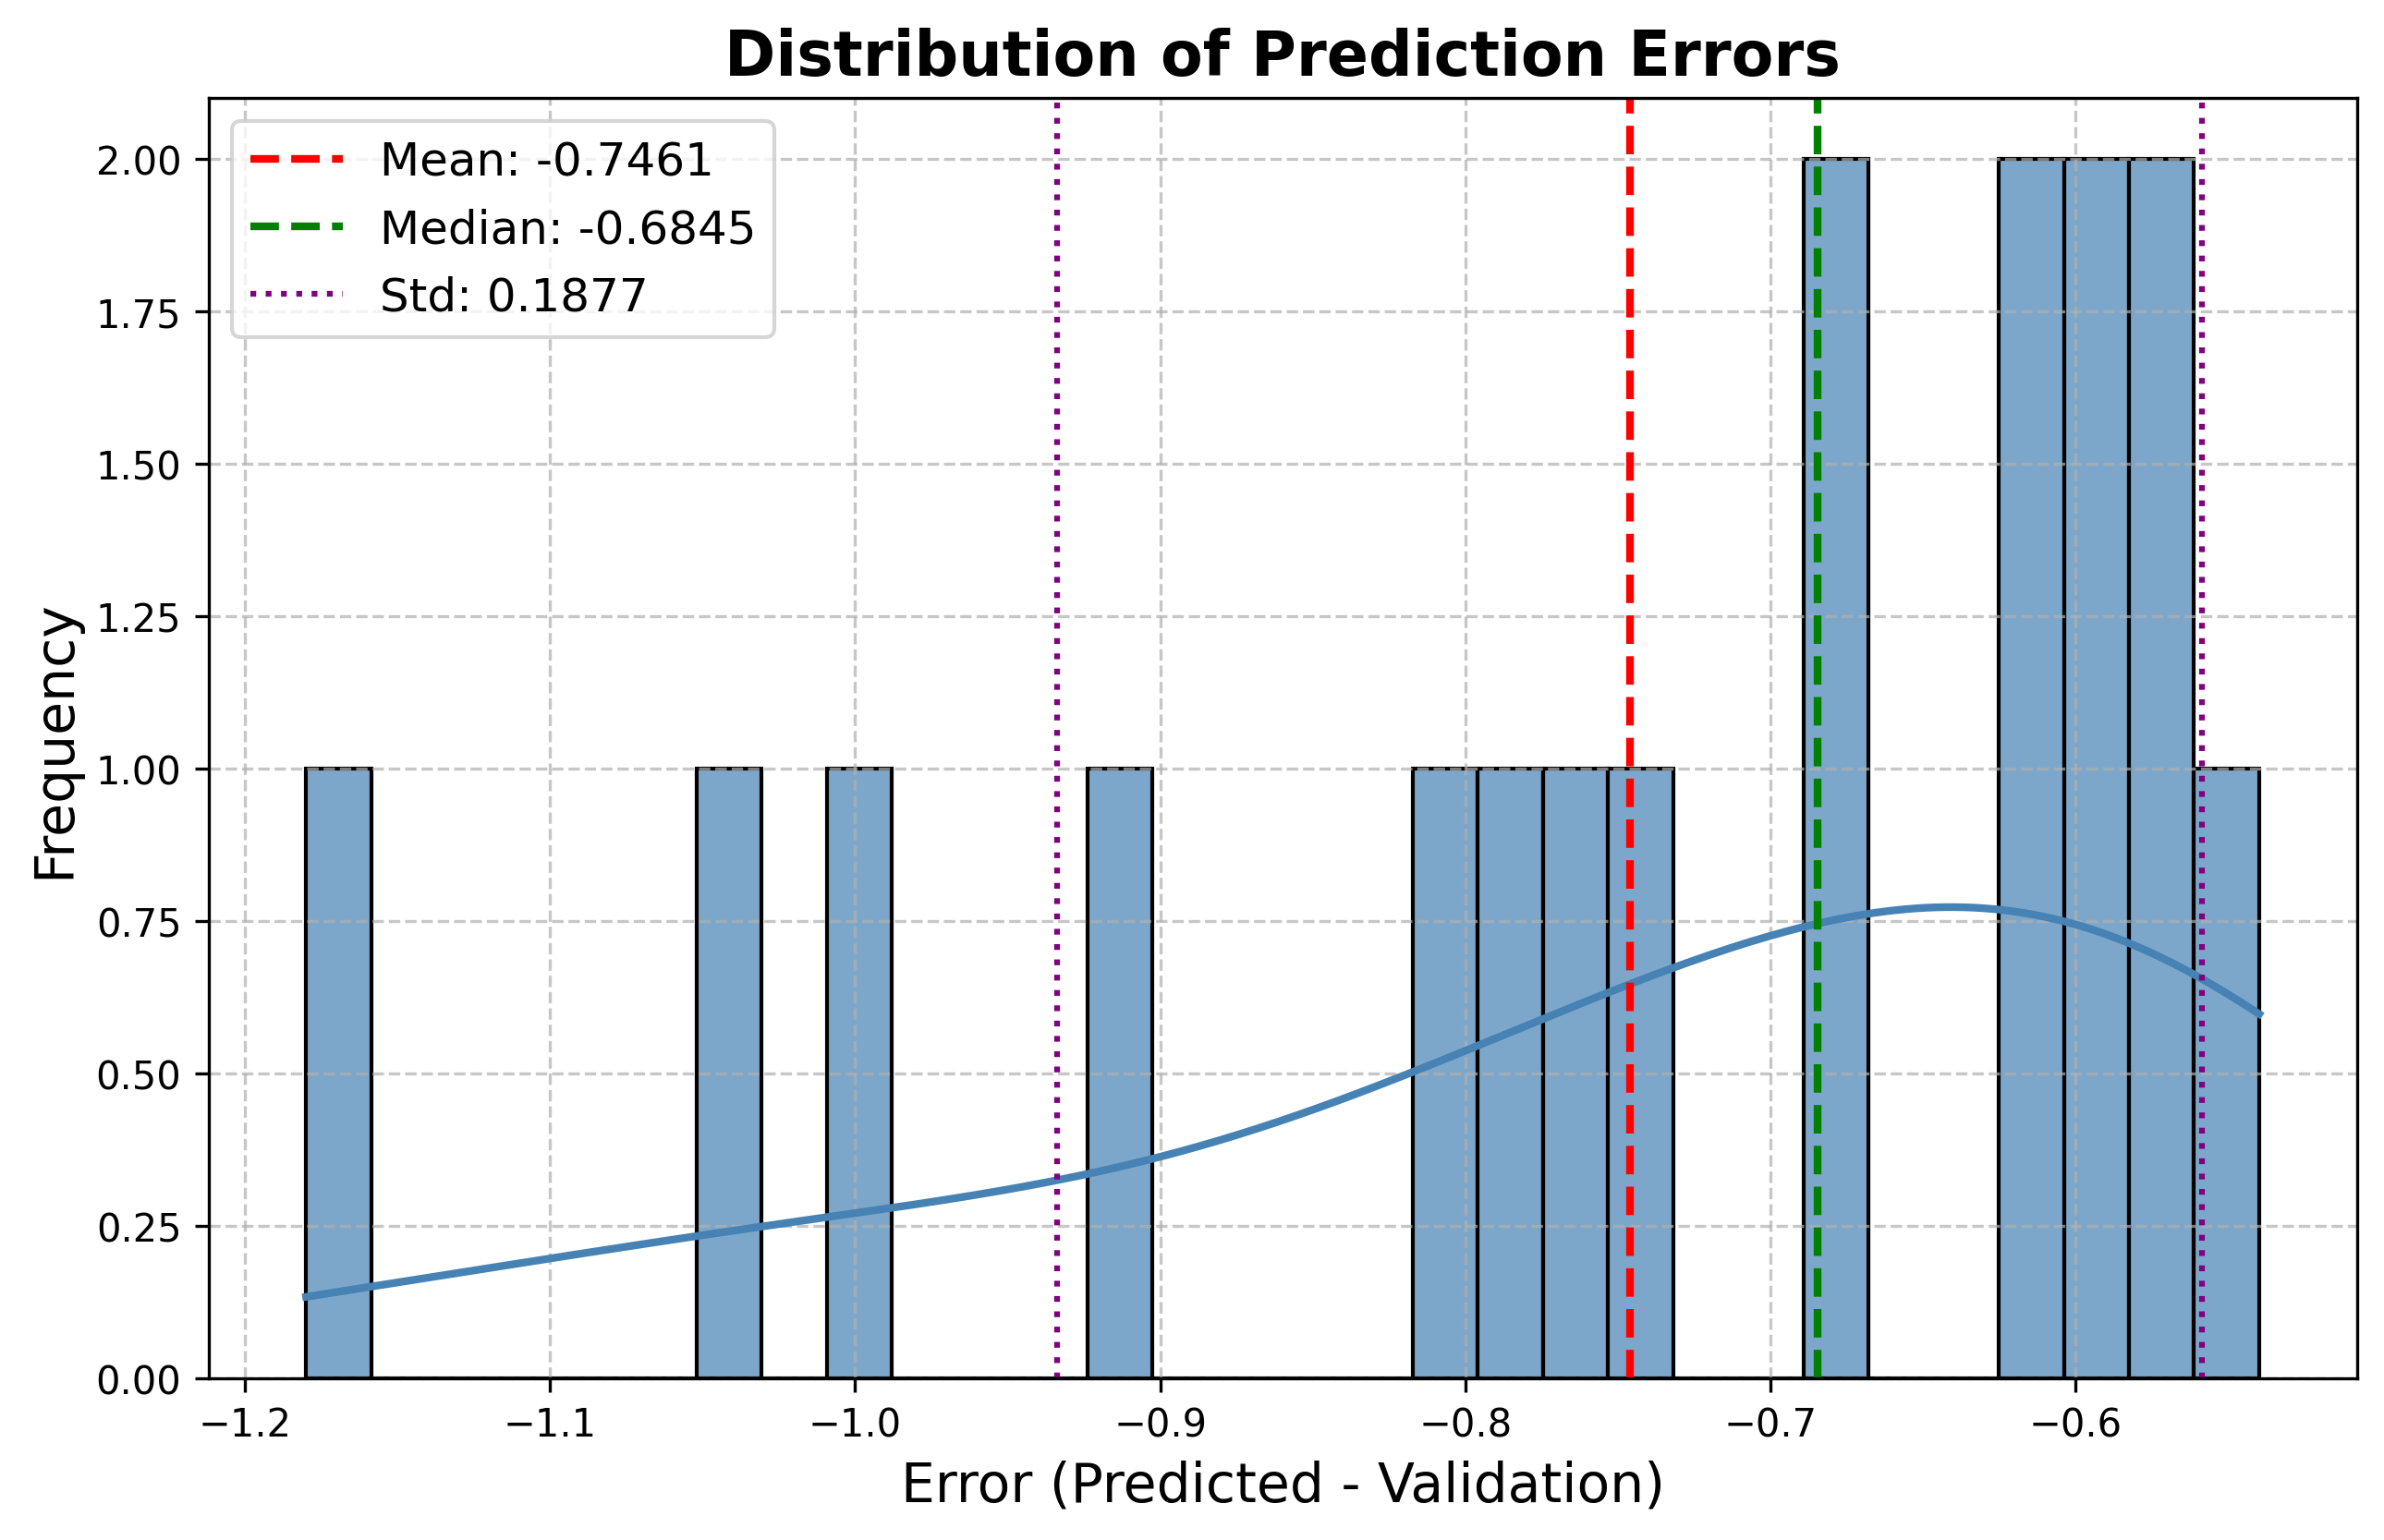 Distribution of Prediction Errors
Mean: -0.7461
Median: -0.6845
Std: 0.1877
2.00
1.75
1.50
1.25
1.00
0.75
0.50
0.25
0.00
Frequency
−1.2 −1.1 −1.0 −0.9 −0.8 −0.7 −0.6
Error (Predicted - Validation)